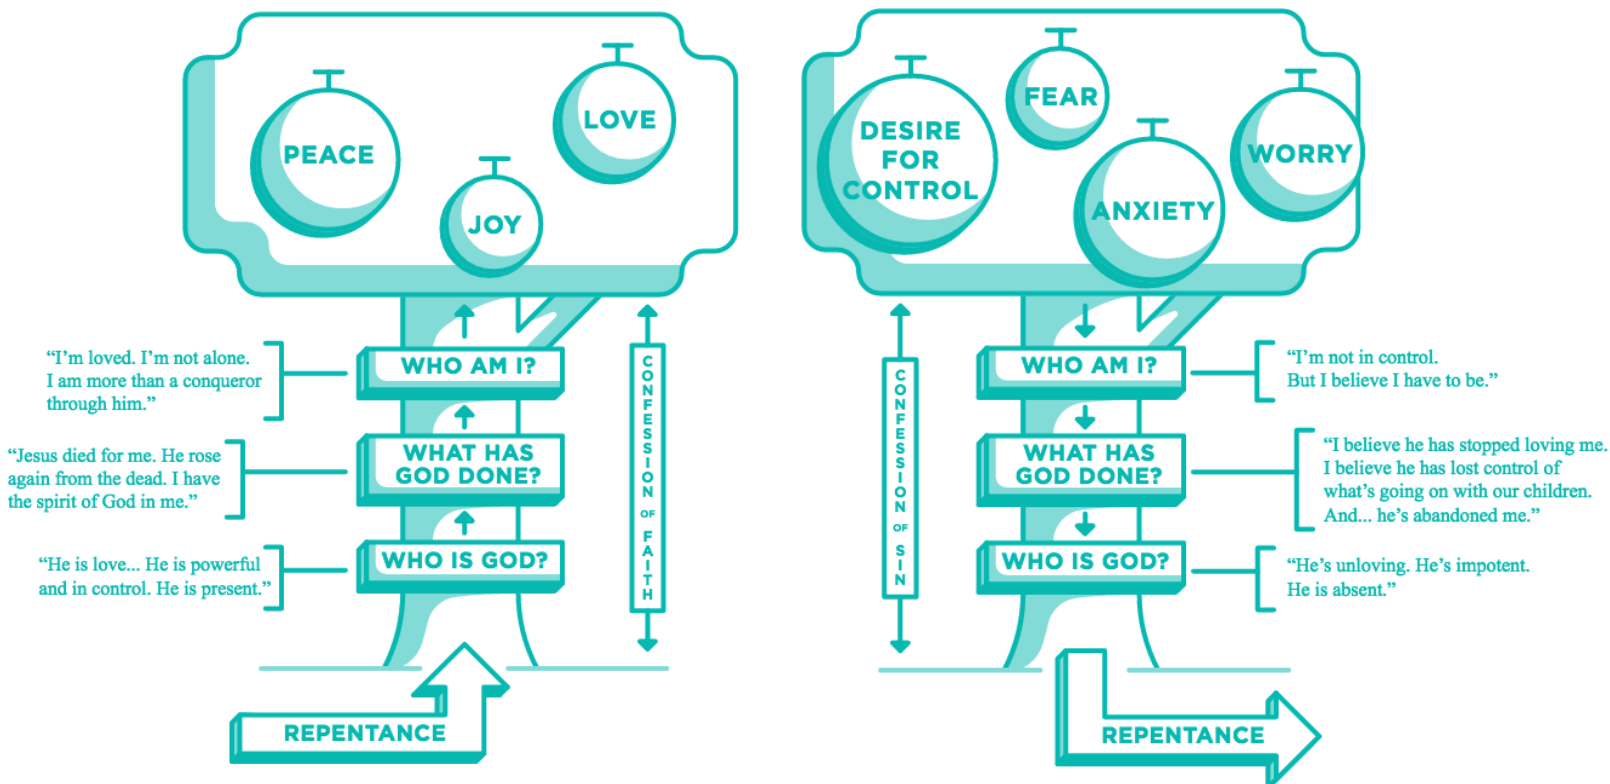 PEACE
LOVE
JOY
“I’m loved. I’m not alone.
I am more than a conqueror
through him.”
WHO AM I?
“Jesus died for me. He rose
again from the dead. I have
the spirit of God in me.”
WHAT HAS
GOD DONE?
“He is love... He is powerful
and in control. He is present.”
WHO IS GOD?
CONFESSION OF FAITH
REPENTANCE
DESIRE
FOR
CONTROL
FEAR
ANXIETY
WORRY
CONFESSION OF SIN
WHO AM I?
“I’m not in control.
But I believe I have to be.”
WHAT HAS
GOD DONE?
“I believe he has stopped loving me.
I believe he has lost control of
what’s going on with our children.
And... he’s abandoned me.”
WHO IS GOD?
“He’s unloving. He’s impotent.
He is absent.”
REPENTANCE